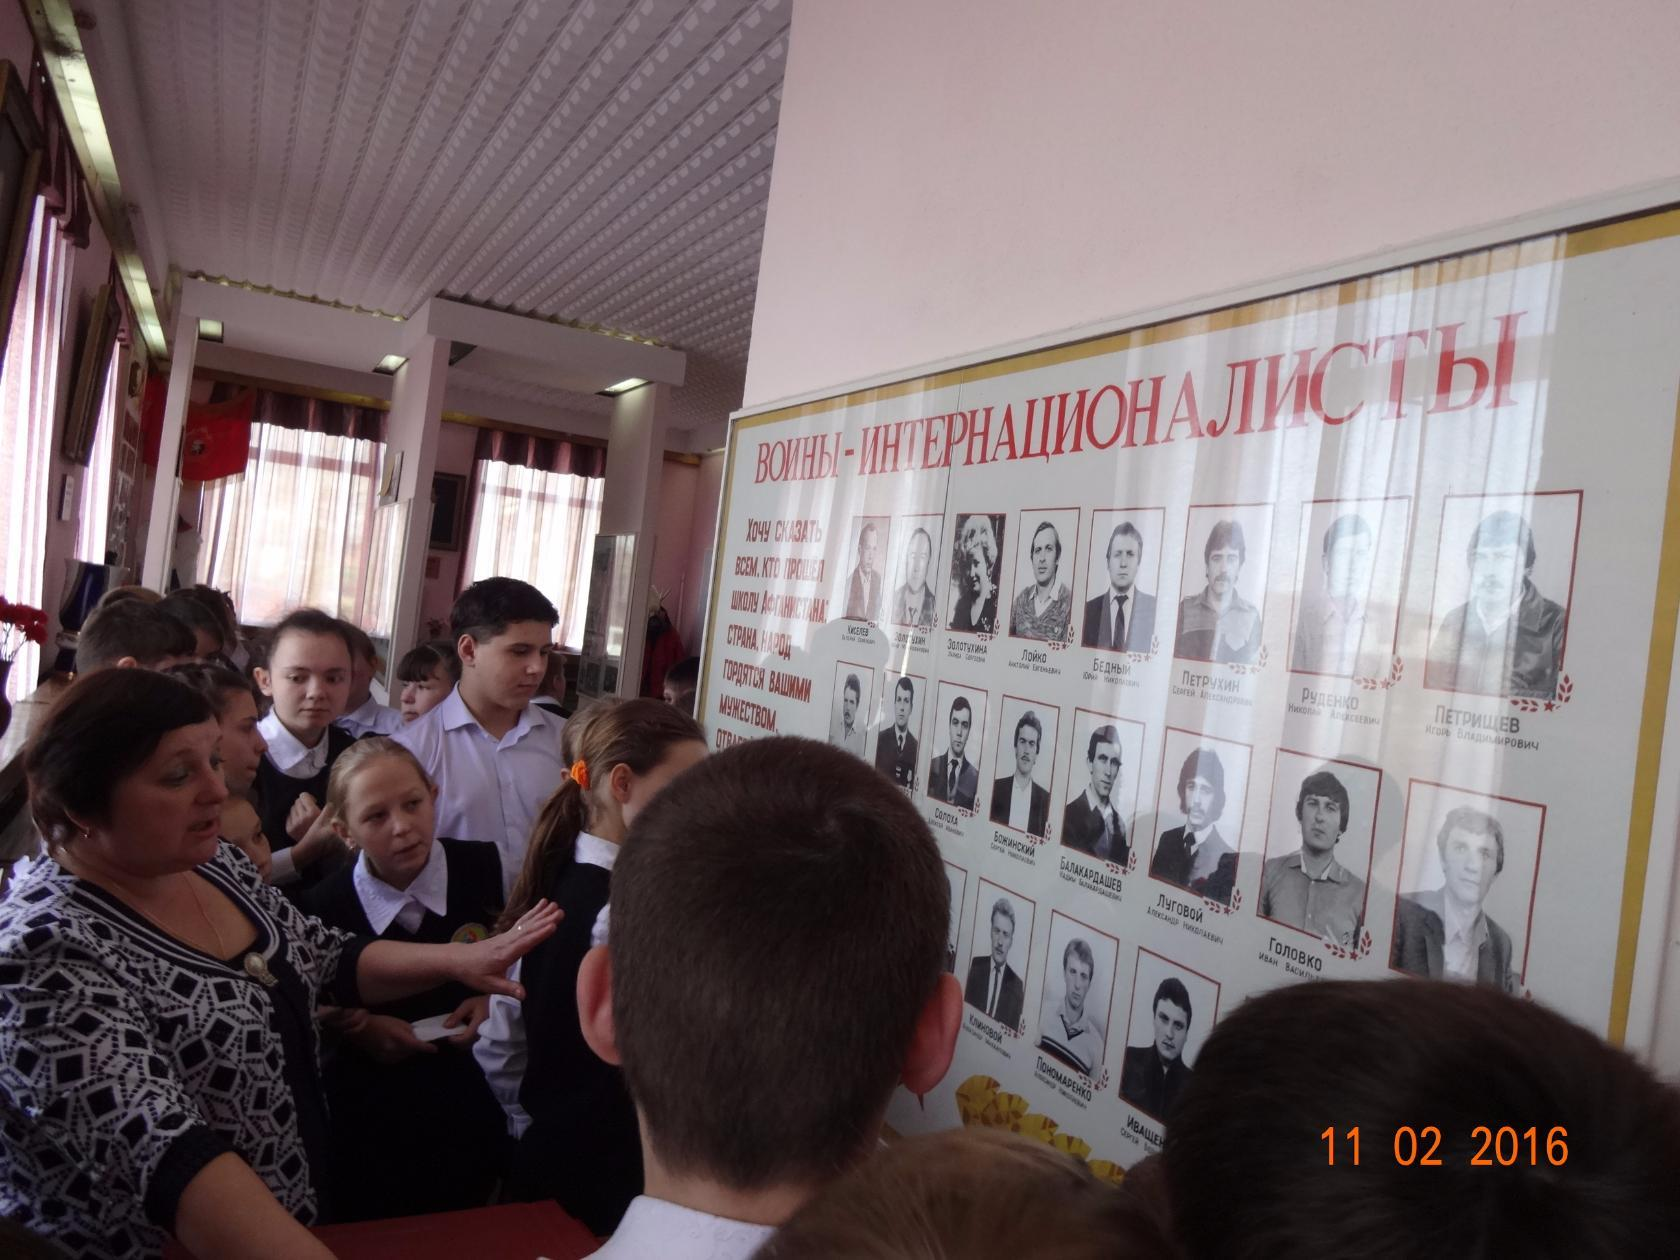 ВОИНЫ-ИНТЕРНАЦИОНАЛИСТЫ
ХОЧУ СКАЗАТЬ
ВСЕМ, КТО ПРОШЕЛ
ШКОЛУ АФГАНИСТАНА:
СТРАНА, НАРОД
ГОРДЯТСЯ ВАШИМИ
МУЖЕСТВОМ,
КИСЕЛЕВ
ЗОЛОТУХИН
ЗОЛОТУХИНА
ЛОЙКО
АНАТОЛИЙ ЕВГЕНЬЕВИЧ
БЕДНЫЙ
ЮРИЙ НИКОЛАЕВИЧ
ПЕТРУХИН
СЕРГЕЙ АЛЕКСАНДРОВИЧ
РУДЕНКО
НИКОЛАЙ АЛЕКСЕЕВИЧ
ПЕТРИЩЕВ
ИГОРЬ ВЛАДИМИРОВИЧ
СОЛОХА
БОЖИНСКИЙ
СЕРГЕЙ НИКОЛАЕВИЧ
БАЛАКАРДАШЕВ
ЛУГОВОЙ
АЛЕКСАНДР НИКОЛАЕВИЧ
ГОЛОВКО
ИВАН
КЛИНОВОЙ
ПОНОМАРЕНКО
11 02 2016